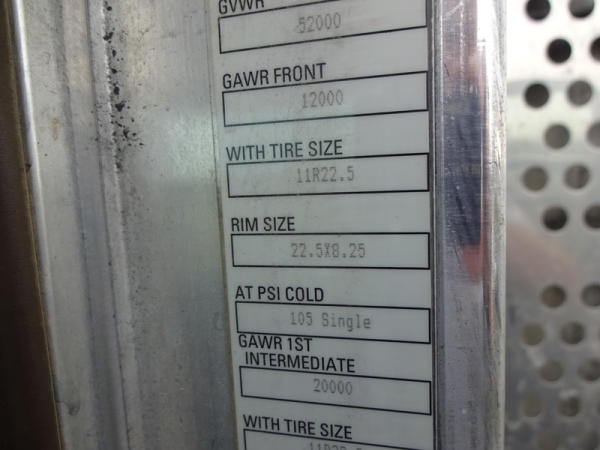 GVWR
52000
GAWR FRONT
12000
WITH TIRE SIZE
11R22.5
RIM SIZE
22.5X8.25
AT PSI COLD
105 Single
GAWR 1ST
INTERMEDIATE
20000
WITH TIRE SIZE